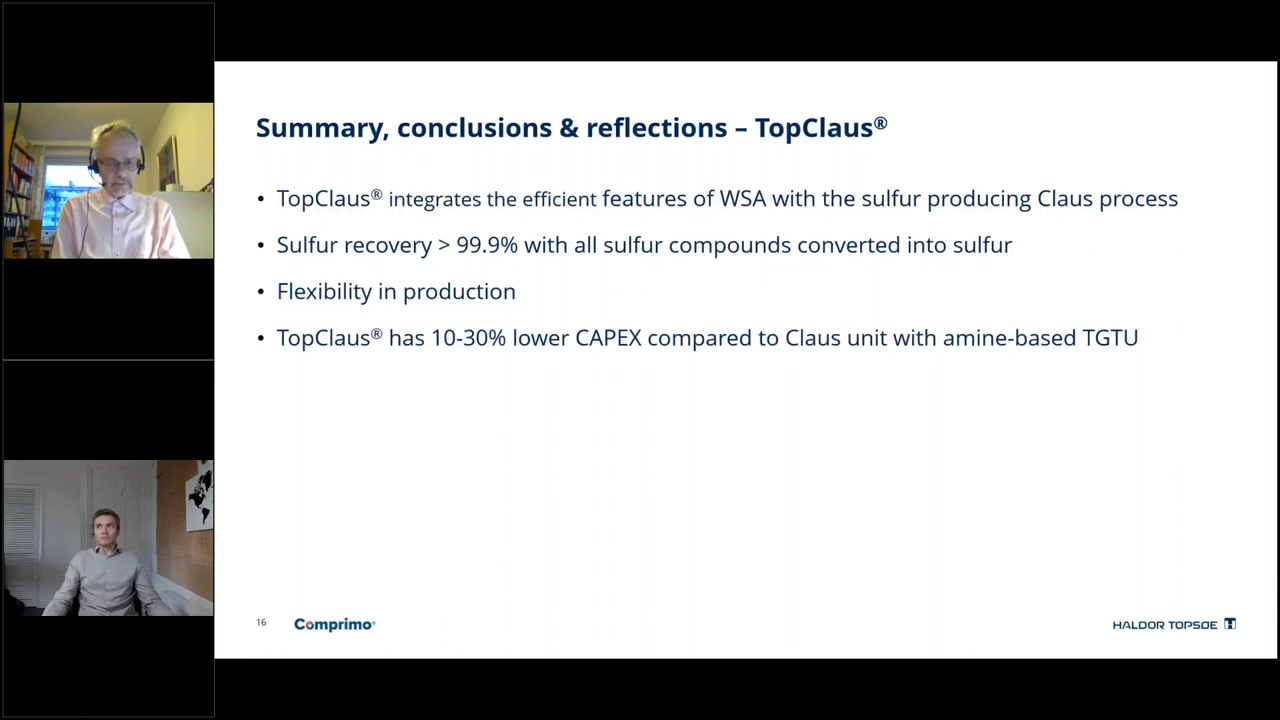 Summary, conclusions & reflections – TopClaus®
• TopClaus® integrates the efficient features of WSA with the sulfur producing Claus process
• Sulfur recovery > 99.9% with all sulfur compounds converted into sulfur
• Flexibility in production
• TopClaus® has 10-30% lower CAPEX compared to Claus unit with amine-based TGTU
16
Comprimo®
HALDOR TOPSØE